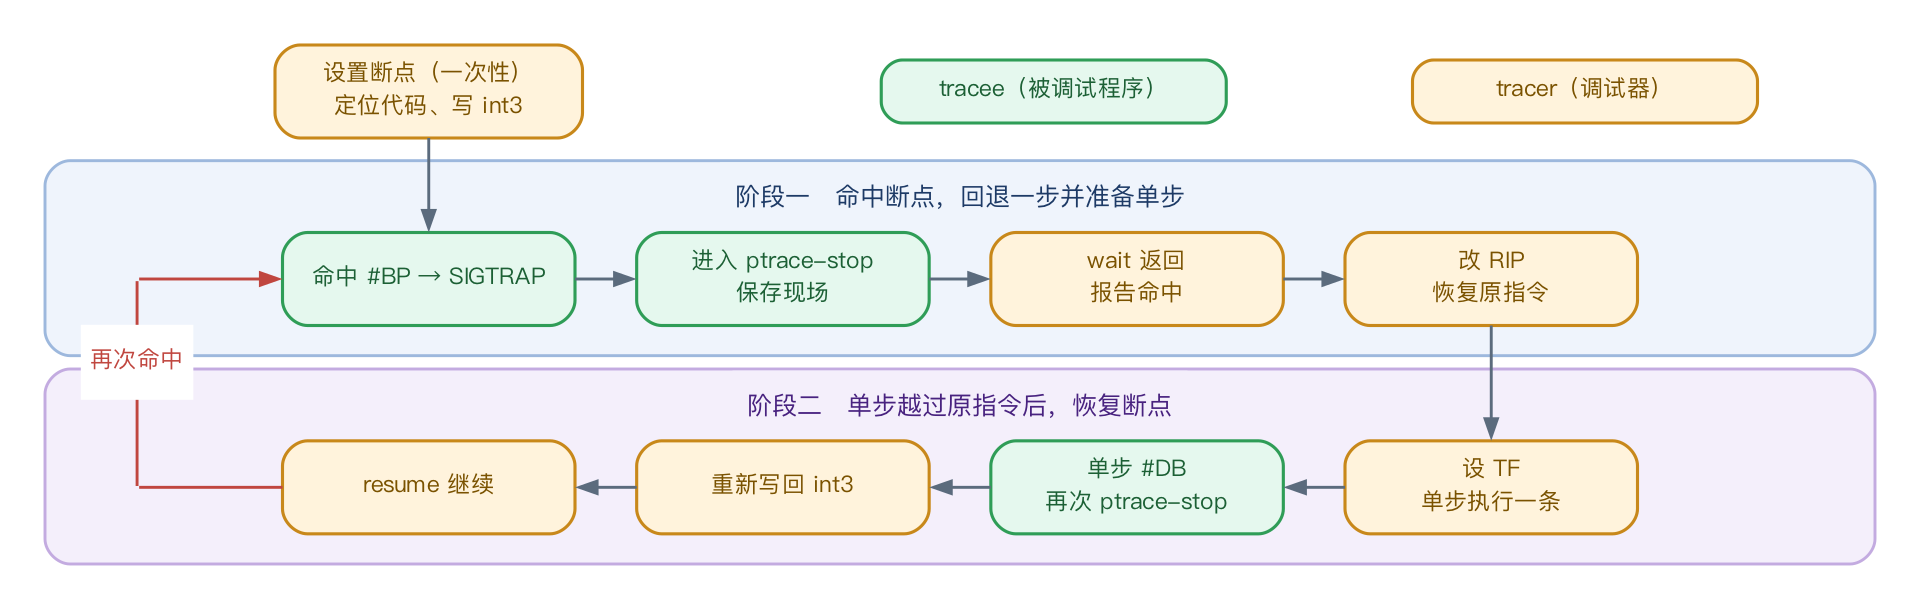 设置断点（一次性）
定位代码、写 int3
tracee（被调试程序）
tracer（调试器）
阶段一　命中断点，回退一步并准备单步
命中 #BP → SIGTRAP
进入 ptrace-stop
保存现场
wait 返回
报告命中
改 RIP
恢复原指令
再次命中
阶段二　单步越过原指令后，恢复断点
resume 继续
重新写回 int3
单步 #DB
再次 ptrace-stop
设 TF
单步执行一条